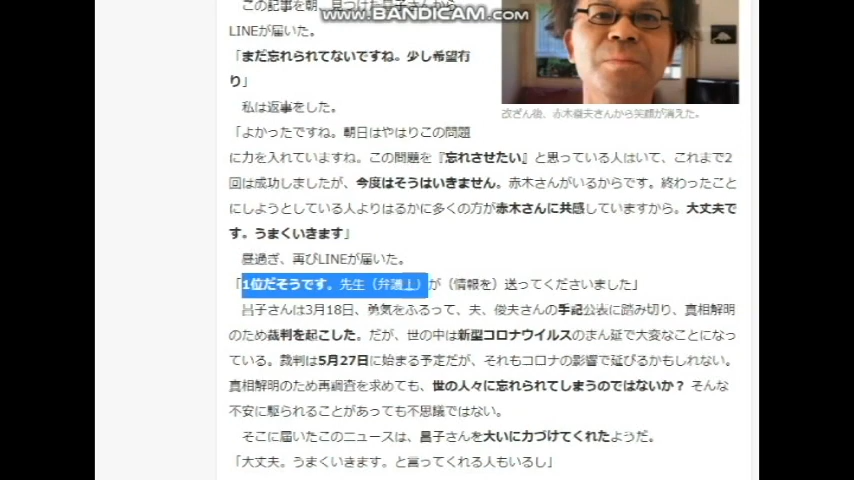 この記事を朝、見つけた昌子さんから
www.BANDICAM.com
LINEが届いた。
「まだ忘れられてないですね。少し希望有
り」
私は返事をした。
改ざん後、赤木俊夫さんから笑顔が消えた。
「よかったですね。朝日はやはりこの問題
に力を入れていますね。この問題を『忘れさせたい』と思っている人はいて、これまで2
回は成功しましたが、今度はそうはいきません。赤木さんがいるからです。終わったこと
にしようとしている人よりはるかに多くの方が赤木さんに共感していますから。大丈夫で
す。うまくいきます」
昼過ぎ、再びLINEが届いた。
「1位だそうです。先生（弁護士）が（情報を）送ってくださいました」
昌子さんは3月18日、勇気をふるって、夫、俊夫さんの手記公表に踏み切り、真相解明
のため裁判を起こした。だが、世の中は新型コロナウイルスのまん延で大変なことになっ
ている。裁判は5月27日に始まる予定だが、それもコロナの影響で延びるかもしれない。
真相解明のため再調査を求めても、世の人々に忘れられてしまうのではないか？ そんな
不安に駆られることがあっても不思議ではない。
そこに届いたこのニュースは、昌子さんを大いに力づけてくれたようだ。
「大丈夫。うまくいきます。と言ってくれる人もいるし」